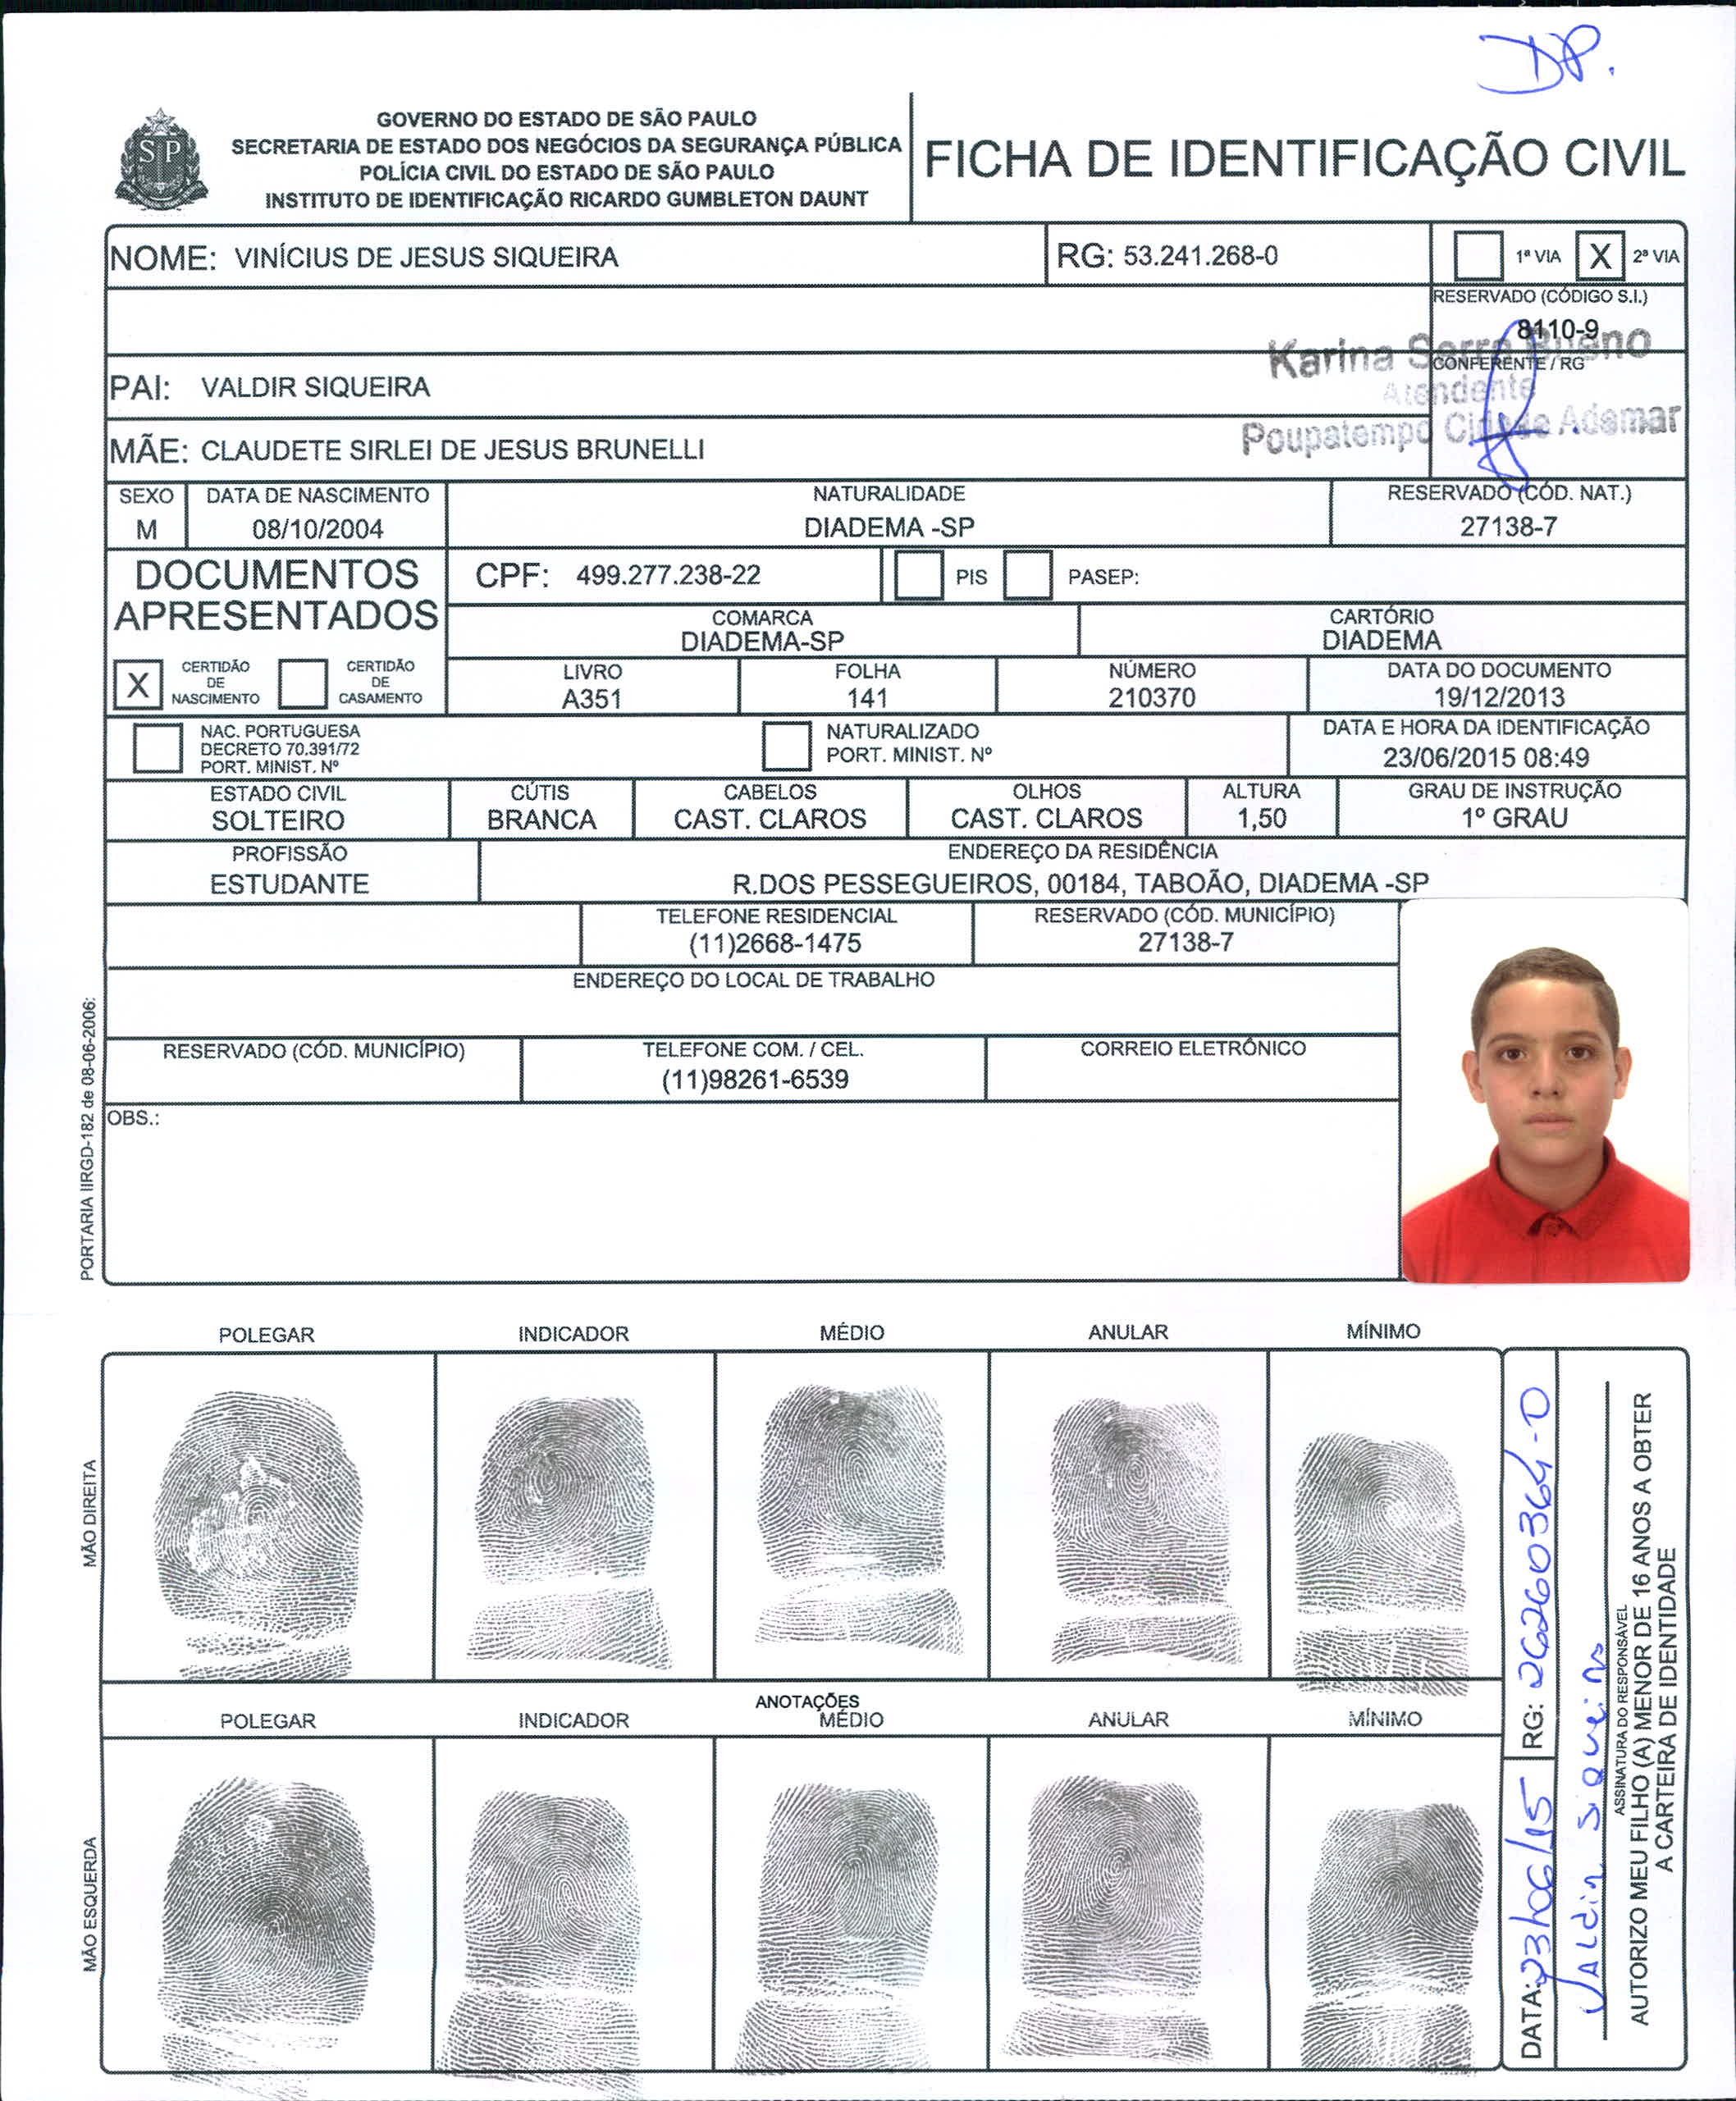 DP.
GOVERNO DO ESTADO DE SÃO PAULO
SECRETARIA DE ESTADO DOS NEGÓCIOS DA SEGURANÇA PÚBLICA
POLÍCIA CIVIL DO ESTADO DE SÃO PAULO
INSTITUTO DE IDENTIFICAÇÃO RICARDO GUMBLETON DAUNT
SP
FICHA DE IDENTIFICAÇÃO CIVIL
NOME: VINÍCIUS DE JESUS SIQUEIRA
RG: 53.241.268-0
1ª VIA X 2ª VIA
RESERVADO (CÓDIGO S.I.)
8110-9
Karina Serra Bueno
CONFERENTE / RG
Atendente
Poupatempo Cidade Ademar
PAI: VALDIR SIQUEIRA
MÃE: CLAUDETE SIRLEI DE JESUS BRUNELLI
SEXO DATA DE NASCIMENTO NATURALIDADE RESERVADO (CÓD. NAT.)
M 08/10/2004 DIADEMA -SP 27138-7
DOCUMENTOS
APRESENTADOS
CPF: 499.277.238-22 PIS PASEP:
COMARCA CARTÓRIO
DIADEMA-SP DIADEMA
X CERTIDÃO
DE
NASCIMENTO
CERTIDÃO
DE
CASAMENTO
LIVRO FOLHA NÚMERO DATA DO DOCUMENTO
A351 141 210370 19/12/2013
NAC. PORTUGUESA
DECRETO 70.391/72
PORT. MINIST. Nº
NATURALIZADO
PORT. MINIST. Nº
DATA E HORA DA IDENTIFICAÇÃO
23/06/2015 08:49
ESTADO CIVIL CÚTIS CABELOS OLHOS ALTURA GRAU DE INSTRUÇÃO
SOLTEIRO BRANCA CAST. CLAROS CAST. CLAROS 1,50 1º GRAU
PROFISSÃO ENDEREÇO DA RESIDÊNCIA
ESTUDANTE R.DOS PESSEGUEIROS, 00184, TABOÃO, DIADEMA -SP
TELEFONE RESIDENCIAL RESERVADO (CÓD. MUNICÍPIO)
(11)2668-1475 27138-7
ENDEREÇO DO LOCAL DE TRABALHO
RESERVADO (CÓD. MUNICÍPIO) TELEFONE COM. / CEL. CORREIO ELETRÔNICO
(11)98261-6539
OBS.:
PORTARIA IIRGD-182 de 08-06-2006:
POLEGAR INDICADOR MÉDIO ANULAR MÍNIMO
MÃO DIREITA
ANOTAÇÕES
POLEGAR INDICADOR MÉDIO ANULAR MÍNIMO
MÃO ESQUERDA
DATA: 23/06/15 RG: 26260364-0
Valdir Siqueira
ASSINATURA DO RESPONSÁVEL
AUTORIZO MEU FILHO (A) MENOR DE 16 ANOS A OBTER
A CARTEIRA DE IDENTIDADE